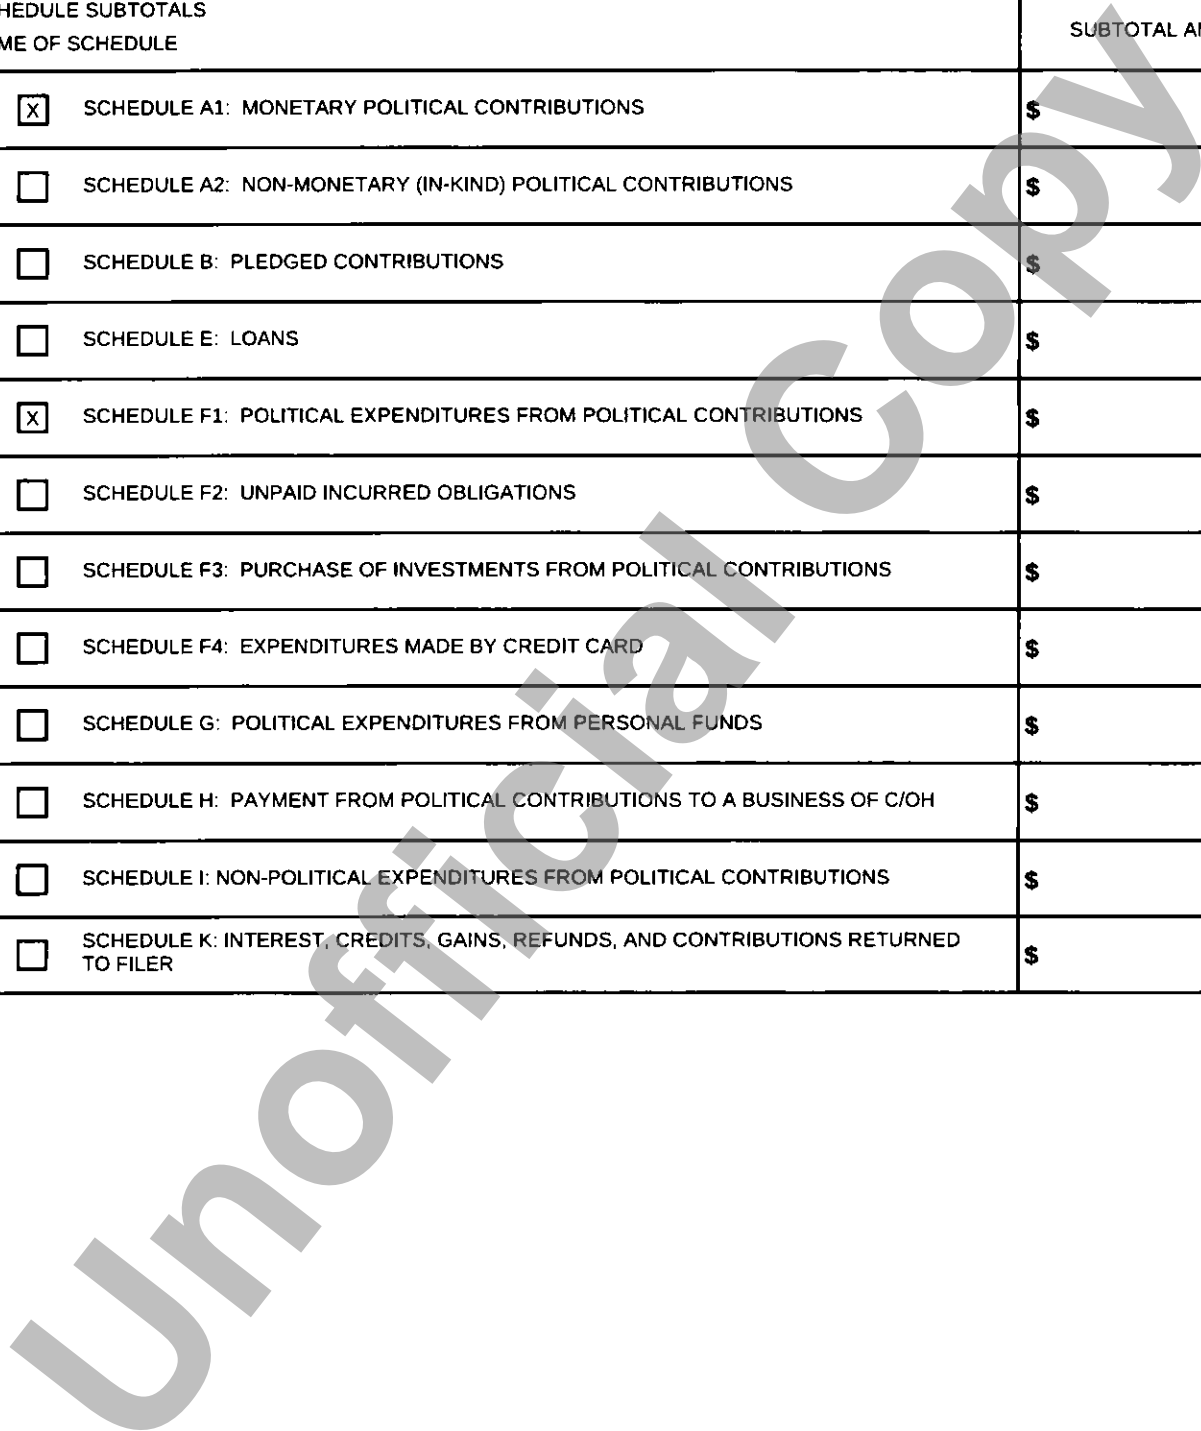 HEDULE SUBTOTALS
ME OF SCHEDULE
SUBTOTAL AM
X SCHEDULE A1: MONETARY POLITICAL CONTRIBUTIONS $
SCHEDULE A2: NON-MONETARY (IN-KIND) POLITICAL CONTRIBUTIONS $
SCHEDULE B: PLEDGED CONTRIBUTIONS $
SCHEDULE E: LOANS $
X SCHEDULE F1: POLITICAL EXPENDITURES FROM POLITICAL CONTRIBUTIONS $
SCHEDULE F2: UNPAID INCURRED OBLIGATIONS $
SCHEDULE F3: PURCHASE OF INVESTMENTS FROM POLITICAL CONTRIBUTIONS $
SCHEDULE F4: EXPENDITURES MADE BY CREDIT CARD $
SCHEDULE G: POLITICAL EXPENDITURES FROM PERSONAL FUNDS $
SCHEDULE H: PAYMENT FROM POLITICAL CONTRIBUTIONS TO A BUSINESS OF C/OH $
SCHEDULE I: NON-POLITICAL EXPENDITURES FROM POLITICAL CONTRIBUTIONS $
SCHEDULE K: INTEREST, CREDITS, GAINS, REFUNDS, AND CONTRIBUTIONS RETURNED
TO FILER $
Unofficial Copy